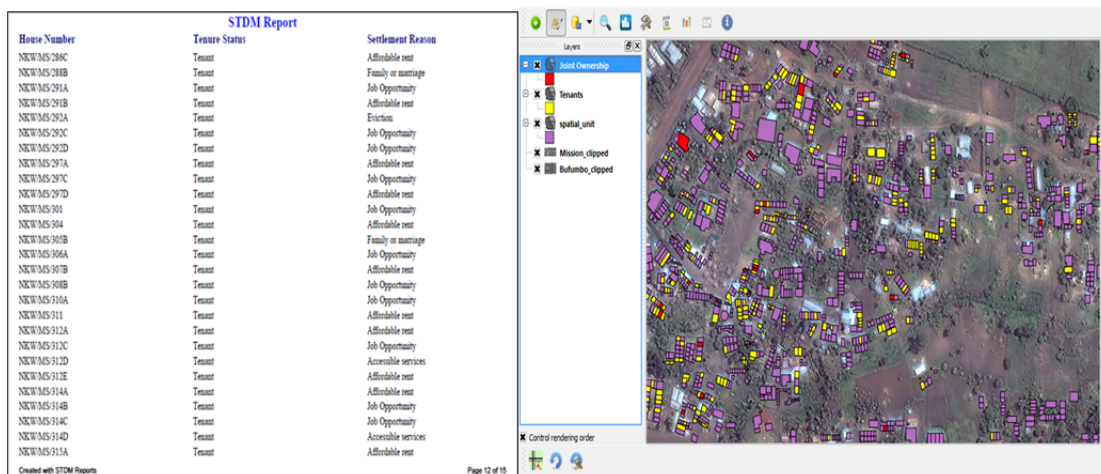 STDM Report
House Number Tenure Status Settlement Reason
NKW/MS/286C Tenant Affordable rent
NKW/MS/288B Tenant Family or marriage
NKW/MS/291A Tenant Job Opportunity
NKW/MS/291B Tenant Affordable rent
NKW/MS/292A Tenant Eviction
NKW/MS/292C Tenant Job Opportunity
NKW/MS/292D Tenant Job Opportunity
NKW/MS/297A Tenant Affordable rent
NKW/MS/297C Tenant Job Opportunity
NKW/MS/297D Tenant Affordable rent
NKW/MS/301 Tenant Job Opportunity
NKW/MS/304 Tenant Affordable rent
NKW/MS/305B Tenant Family or marriage
NKW/MS/306A Tenant Job Opportunity
NKW/MS/307B Tenant Affordable rent
NKW/MS/308B Tenant Job Opportunity
NKW/MS/310A Tenant Job Opportunity
NKW/MS/311 Tenant Affordable rent
NKW/MS/312A Tenant Affordable rent
NKW/MS/312C Tenant Job Opportunity
NKW/MS/312D Tenant Accessible services
NKW/MS/312E Tenant Affordable rent
NKW/MS/314A Tenant Affordable rent
NKW/MS/314B Tenant Job Opportunity
NKW/MS/314C Tenant Job Opportunity
NKW/MS/314D Tenant Accessible services
NKW/MS/315A Tenant Affordable rent
Created with STDM Reports Page 12 of 15
Layers
Joint Ownership
Tenants
spatial_unit
Mission_clipped
Bufumbo_clipped
Control rendering order